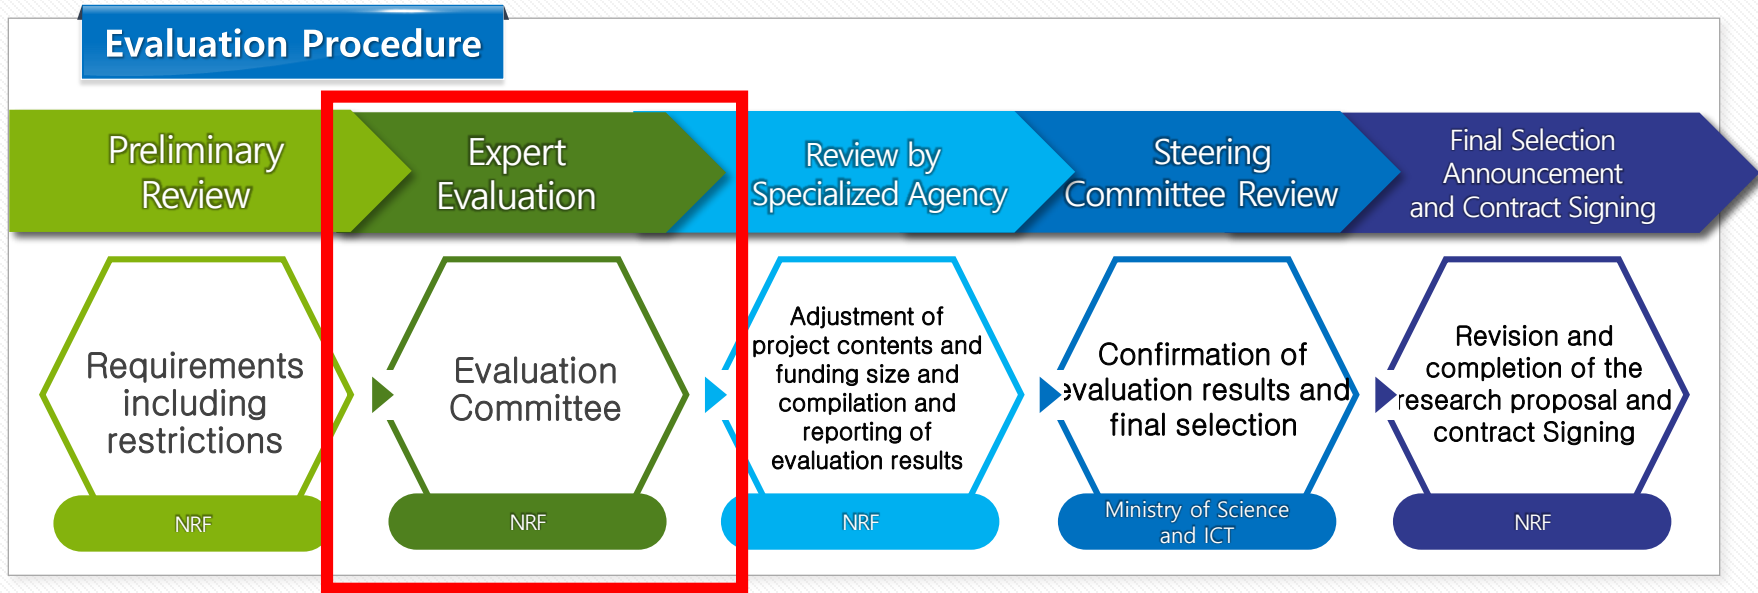 Evaluation Procedure
Preliminary
Review
Expert
Evaluation
Review by
Specialized Agency
Steering
Committee Review
Final Selection
Announcement
and Contract Signing
Requirements
including
restrictions
NRF
Evaluation
Committee
NRF
Adjustment of
project contents and
funding size and
compilation and
reporting of
evaluation results
NRF
Confirmation of
evaluation results and
final selection
Ministry of Science
and ICT
Revision and
completion of the
research proposal and
contract Signing
NRF